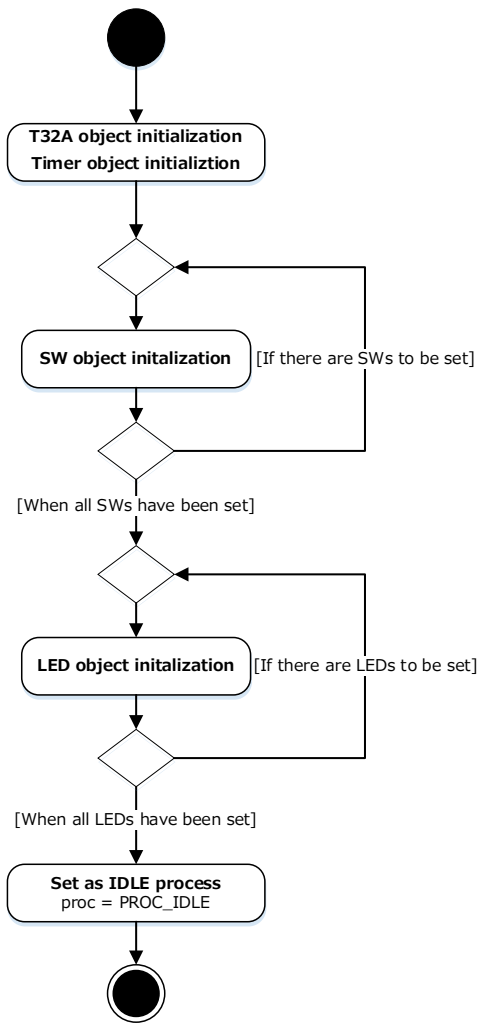 T32A object initialization
Timer object initializtion
SW object initalization
[If there are SWs to be set]
[When all SWs have been set]
LED object initalization
[If there are LEDs to be set]
[When all LEDs have been set]
Set as IDLE process
proc = PROC_IDLE